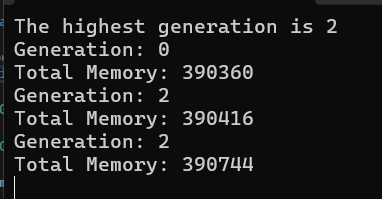 The highest generation is 2
Generation: 0
Total Memory: 390360
Generation: 2
Total Memory: 390416
Generation: 2
Total Memory: 390744